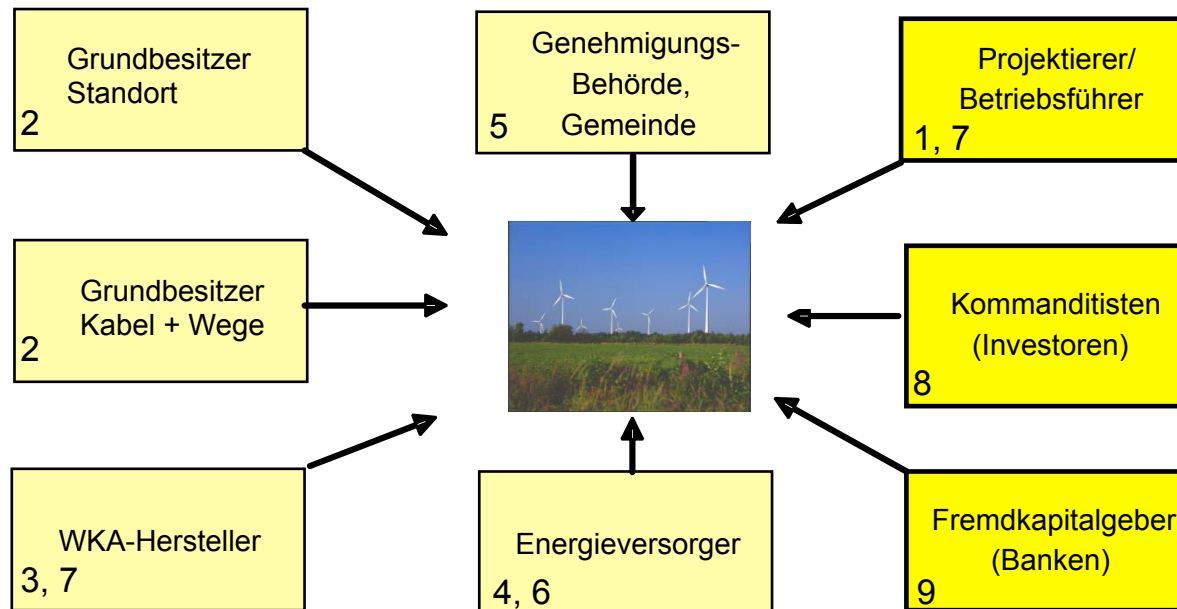 Grundbesitzer
Standort
2
Genehmigungs-
Behörde,
Gemeinde
5
Projektierer/
Betriebsführer
1, 7
Grundbesitzer
Kabel + Wege
2
Kommanditisten
(Investoren)
8
WKA-Hersteller
3, 7
Energieversorger
4, 6
Fremdkapitalgeber
(Banken)
9